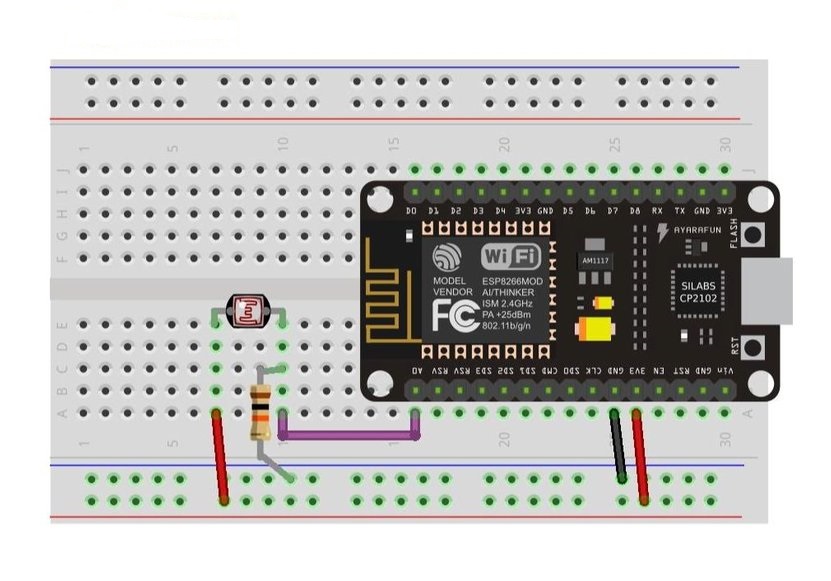 1 5 10 15 20 25 30
J J
I
H
G
F
D0 D1 D2 D3 D4 3V3 GND D5 D6 D7 D8 RX TX GND 3V3
AYARAFUN
FLASH
WiFi
MODEL
VENDOR
ESP8266MOD
AI/THINKER
ISM 2.4GHz
PA +25dBm
802.11b/g/n
FC
AM1117
SILABS
CP2102
RST
E
D
C
B
A A
A0 RSV RSV SD3 SD2 SD1 CMD SD0 CLK GND 3V3 EN RST GND Vin
1 5 10 20 30